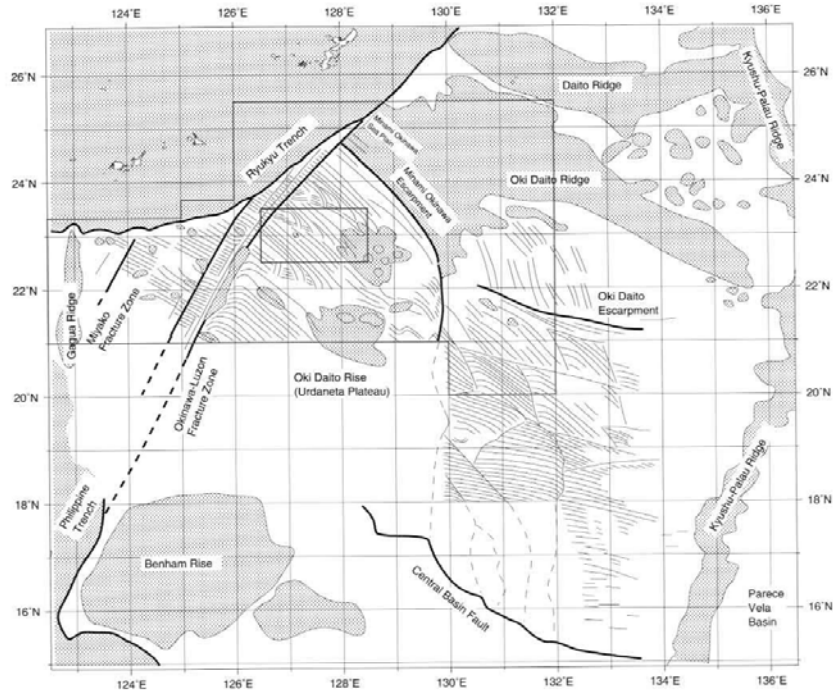 124°E 126°E 128°E 130°E 132°E 134°E 136°E
26°N
24°N
22°N
20°N
18°N
16°N
26°N
24°N
22°N
20°N
18°N
16°N
Daito Ridge
Kyushu-Palau Ridge
Ryukyu Trench
Minami Okinawa
Sea Plain
Oki Daito Ridge
Minami Okinawa
Escarpment
Gagua Ridge
Miyako
Fracture Zone
Oki Daito
Escarpment
Okinawa-Luzon
Fracture Zone
Oki Daito Rise
(Urdaneta Plateau)
Kyushu-Palau Ridge
Philippine
Trench
Benham Rise
Central Basin Fault
Parece
Vela
Basin
124°E 126°E 128°E 130°E 132°E 134°E 136°E